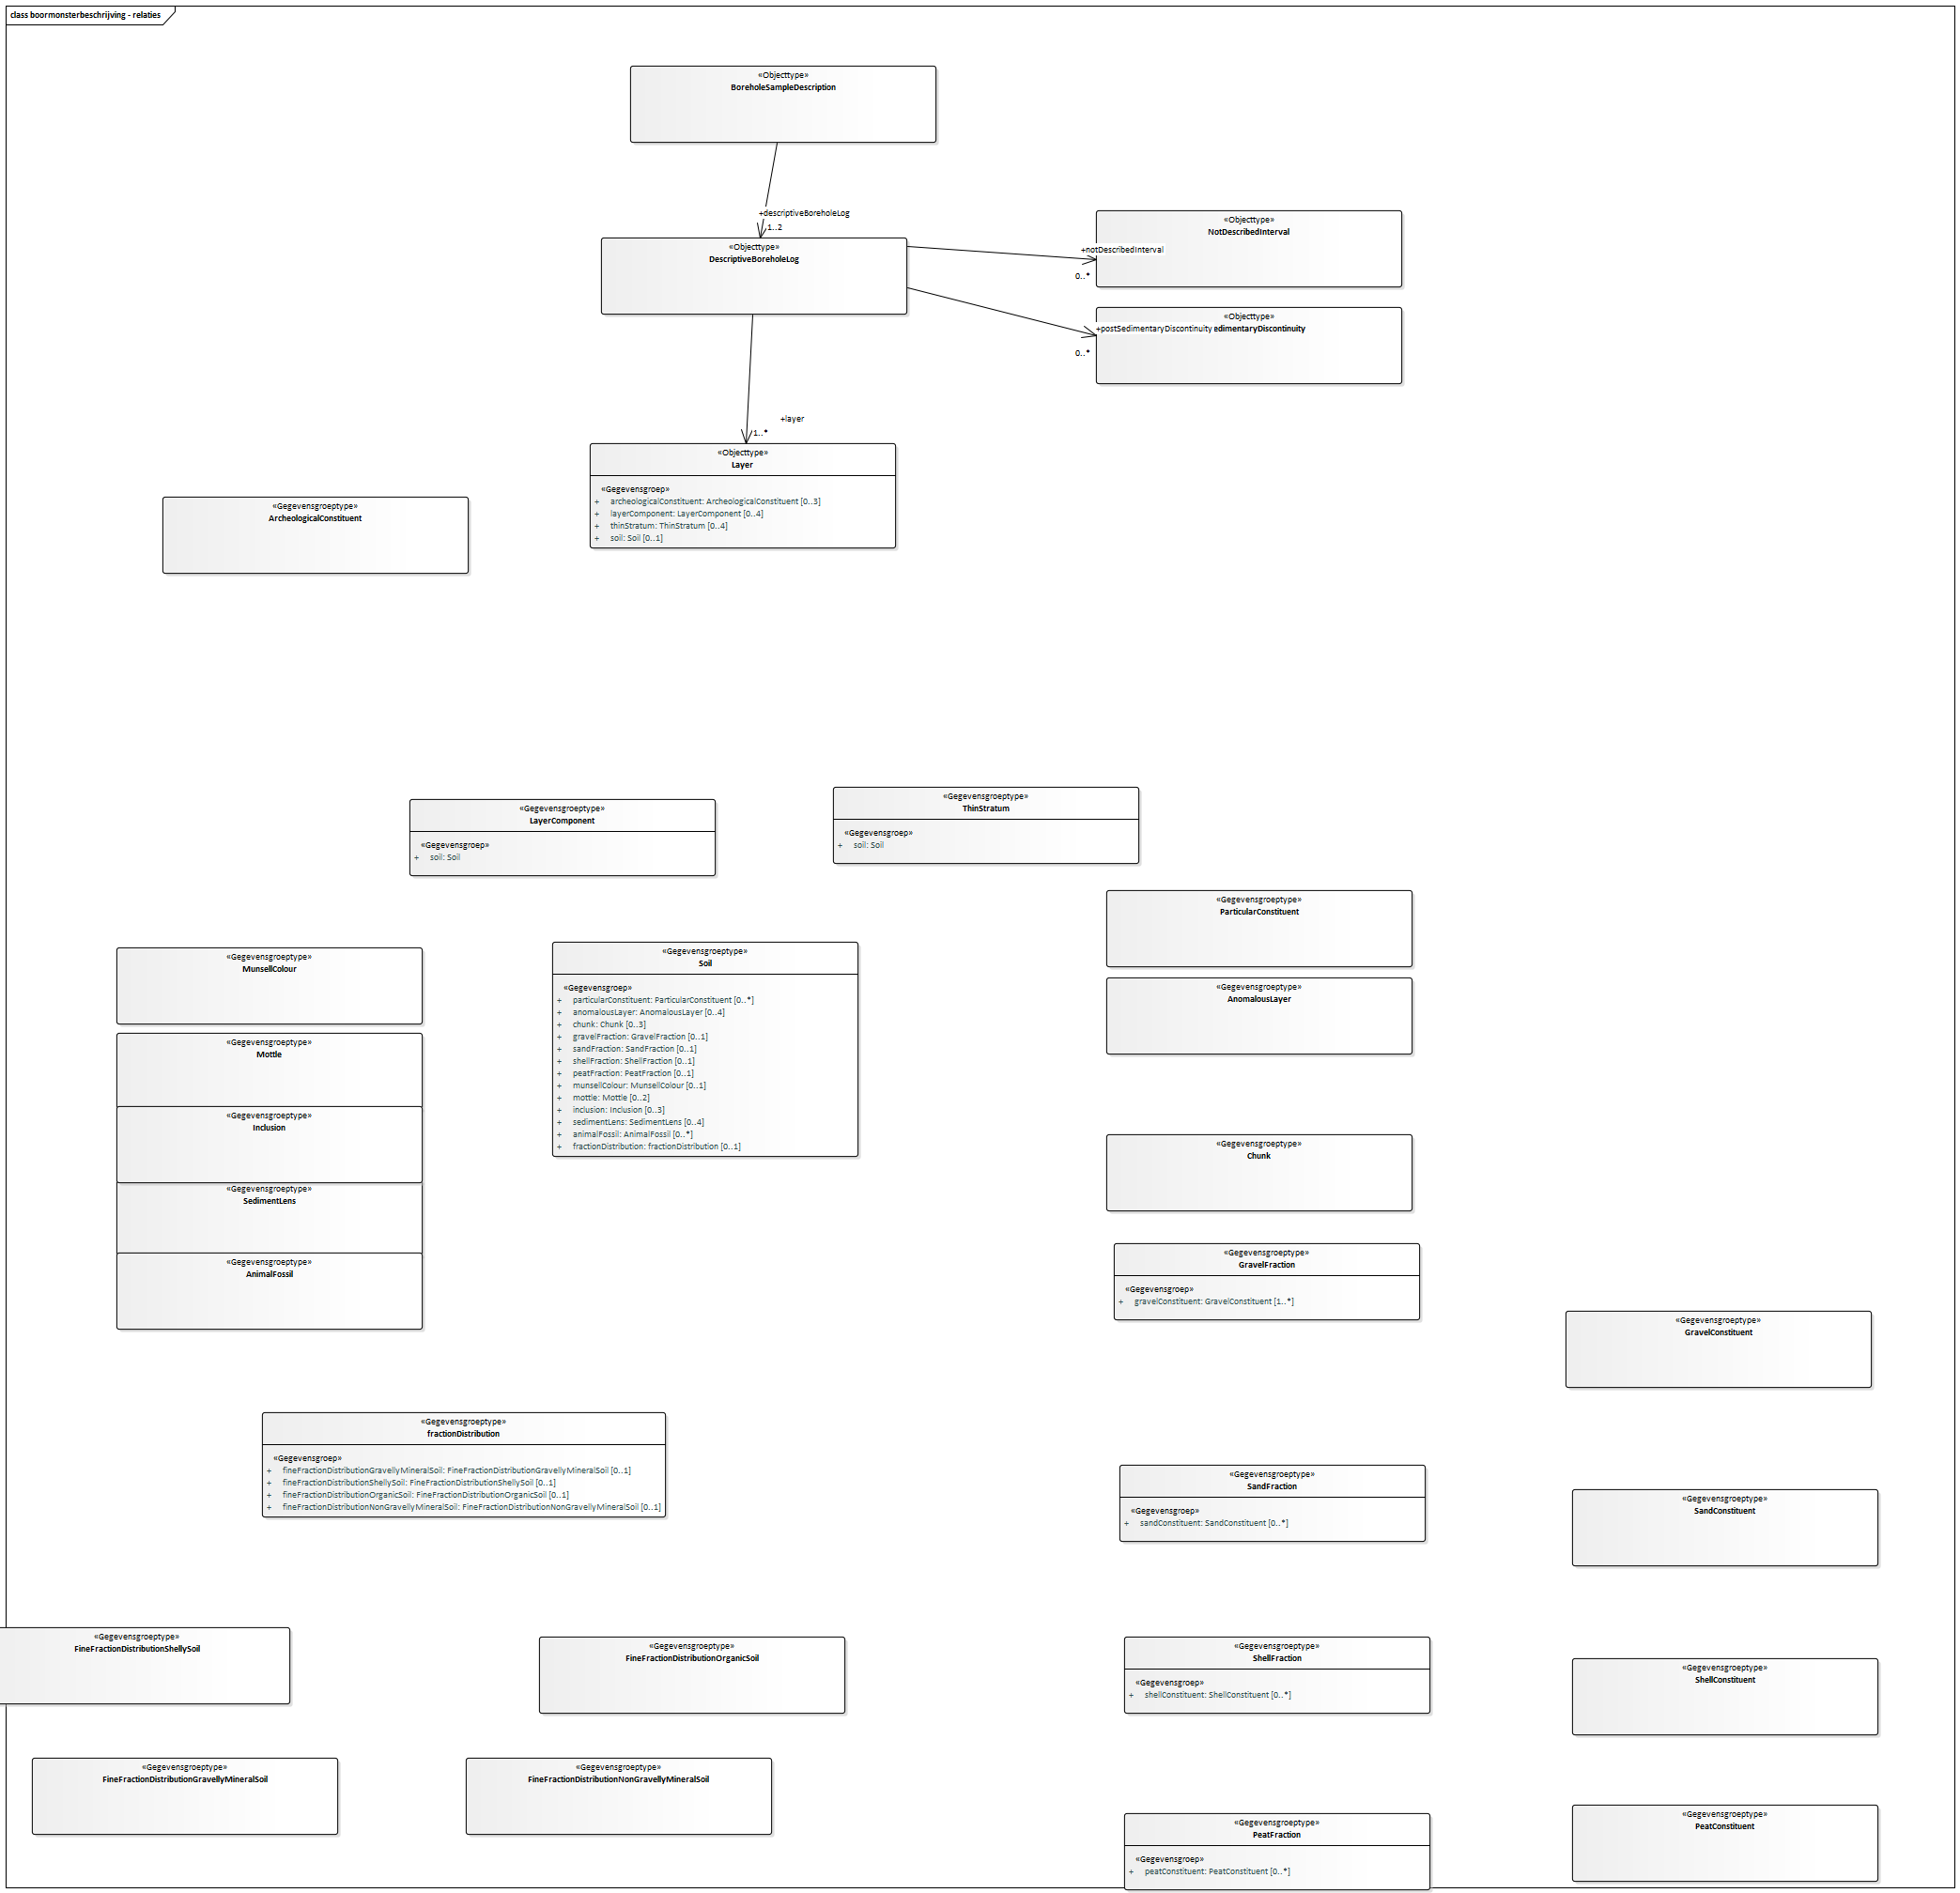 class boormonsterbeschrijving - relaties
«Objecttype»
BoreholeSampleDescription
+descriptiveBoreholeLog
1..2
«Objecttype»
DescriptiveBoreholeLog
«Objecttype»
NotDescribedInterval
+notDescribedInterval
0..*
«Objecttype»
+postSedimentaryDiscontinuity edimentaryDiscontinuity
0..*
+layer
1..*
«Objecttype»
Layer
«Gegevensgroep»
+ archeologicalConstituent: ArcheologicalConstituent [0..3]
+ layerComponent: LayerComponent [0..4]
+ thinStratum: ThinStratum [0..4]
+ soil: Soil [0..1]
«Gegevensgroeptype»
ArcheologicalConstituent
«Gegevensgroeptype»
LayerComponent
«Gegevensgroep»
+ soil: Soil
«Gegevensgroeptype»
ThinStratum
«Gegevensgroep»
+ soil: Soil
«Gegevensgroeptype»
ParticularConstituent
«Gegevensgroeptype»
AnomalousLayer
«Gegevensgroeptype»
MunsellColour
«Gegevensgroeptype»
Mottle
«Gegevensgroeptype»
Inclusion
«Gegevensgroeptype»
SedimentLens
«Gegevensgroeptype»
AnimalFossil
«Gegevensgroeptype»
Soil
«Gegevensgroep»
+ particularConstituent: ParticularConstituent [0..*]
+ anomalousLayer: AnomalousLayer [0..4]
+ chunk: Chunk [0..3]
+ gravelFraction: GravelFraction [0..1]
+ sandFraction: SandFraction [0..1]
+ shellFraction: ShellFraction [0..1]
+ peatFraction: PeatFraction [0..1]
+ munsellColour: MunsellColour [0..1]
+ mottle: Mottle [0..2]
+ inclusion: Inclusion [0..3]
+ sedimentLens: SedimentLens [0..4]
+ animalFossil: AnimalFossil [0..*]
+ fractionDistribution: fractionDistribution [0..1]
«Gegevensgroeptype»
Chunk
«Gegevensgroeptype»
GravelFraction
«Gegevensgroep»
+ gravelConstituent: GravelConstituent [1..*]
«Gegevensgroeptype»
GravelConstituent
«Gegevensgroeptype»
fractionDistribution
«Gegevensgroep»
+ fineFractionDistributionGravellyMineralSoil: FineFractionDistributionGravellyMineralSoil [0..1]
+ fineFractionDistributionShellySoil: FineFractionDistributionShellySoil [0..1]
+ fineFractionDistributionOrganicSoil: FineFractionDistributionOrganicSoil [0..1]
+ fineFractionDistributionNonGravellyMineralSoil: FineFractionDistributionNonGravellyMineralSoil [0..1]
«Gegevensgroeptype»
SandFraction
«Gegevensgroep»
+ sandConstituent: SandConstituent [0..*]
«Gegevensgroeptype»
SandConstituent
«Gegevensgroeptype»
FineFractionDistributionShellySoil
«Gegevensgroeptype»
FineFractionDistributionOrganicSoil
«Gegevensgroeptype»
ShellFraction
«Gegevensgroep»
+ shellConstituent: ShellConstituent [0..*]
«Gegevensgroeptype»
ShellConstituent
«Gegevensgroeptype»
FineFractionDistributionGravellyMineralSoil
«Gegevensgroeptype»
FineFractionDistributionNonGravellyMineralSoil
«Gegevensgroeptype»
PeatFraction
«Gegevensgroep»
+ peatConstituent: PeatConstituent [0..*]
«Gegevensgroeptype»
PeatConstituent